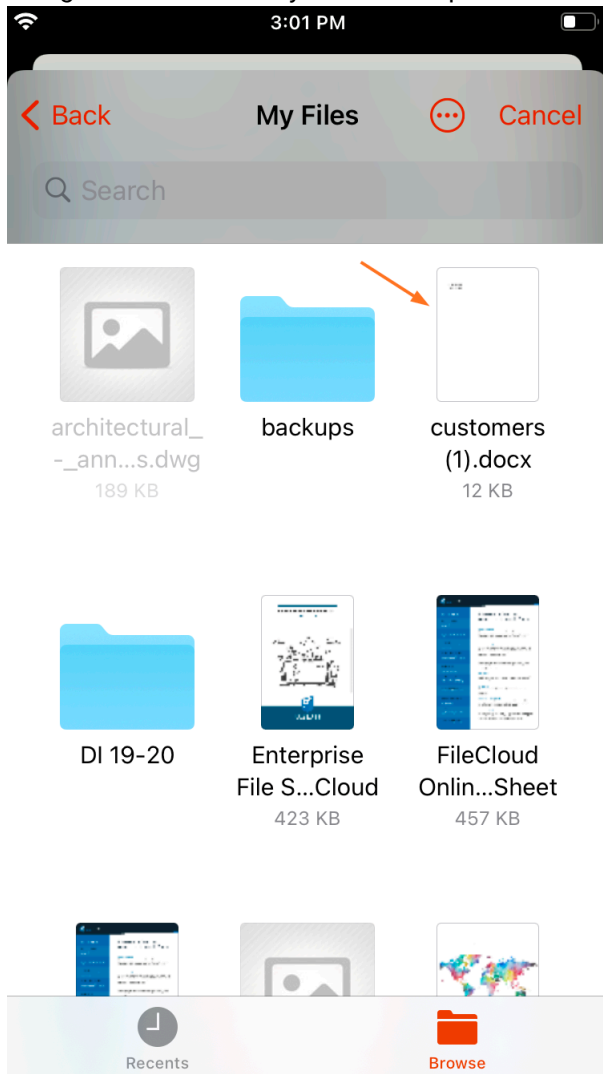 3:01 PM
Back
My Files
Cancel
Search
architectural_
-_ann...s.dwg
189 KB
backups
customers
(1).docx
12 KB
DI 19-20
Enterprise
File S...Cloud
423 KB
FileCloud
Onlin...Sheet
457 KB
Recents
Browse